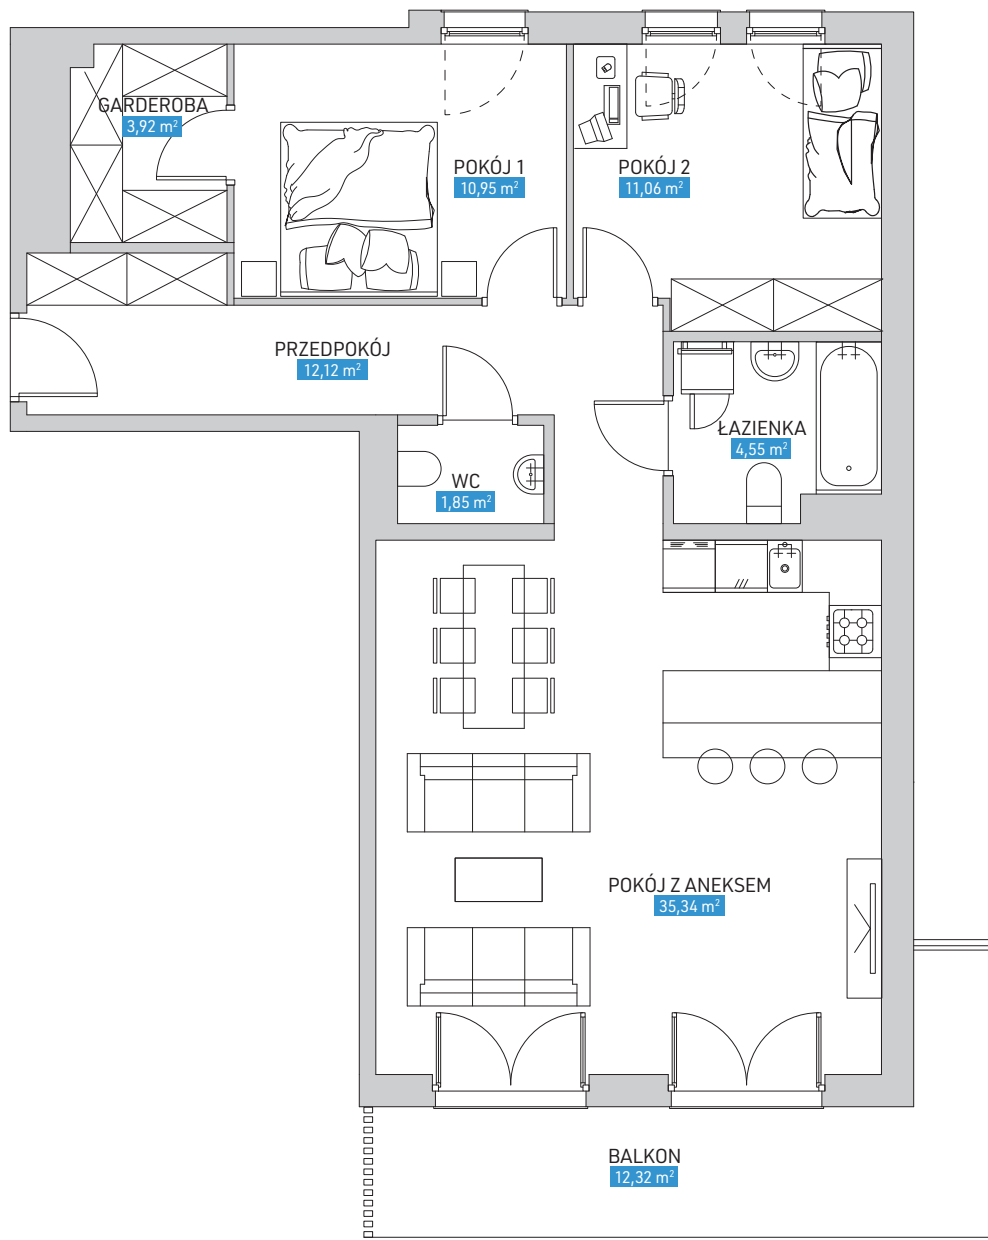 GARDEROBA
3,92 m²
POKÓJ 1
10,95 m²
POKÓJ 2
11,06 m²
PRZEDPOKÓJ
12,12 m²
ŁAZIENKA
4,55 m²
WC
1,85 m²
POKÓJ Z ANEKSEM
35,34 m²
BALKON
12,32 m²